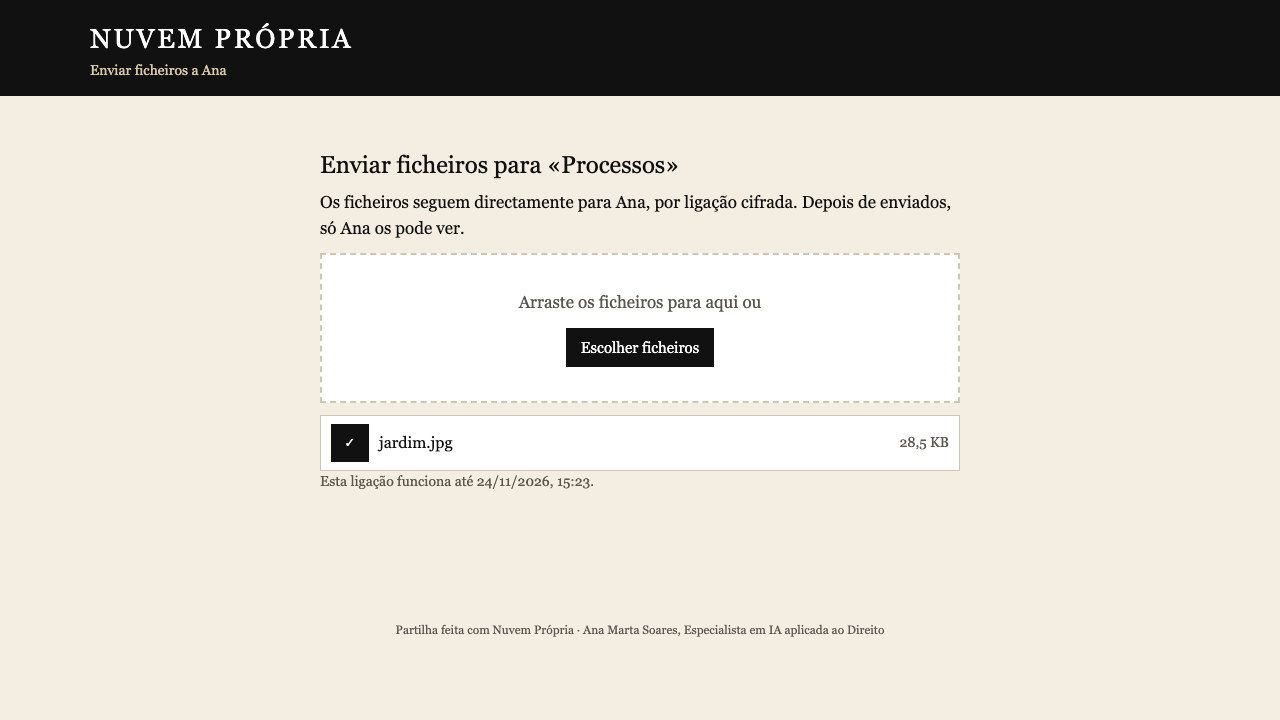 NUVEM PRÓPRIA
Enviar ficheiros a Ana
Enviar ficheiros para «Processos»
Os ficheiros seguem directamente para Ana, por ligação cifrada. Depois de enviados,
só Ana os pode ver.
Arraste os ficheiros para aqui ou
Escolher ficheiros
✓ jardim.jpg 28,5 KB
Esta ligação funciona até 24/11/2026, 15:23.
Partilha feita com Nuvem Própria · Ana Marta Soares, Especialista em IA aplicada ao Direito